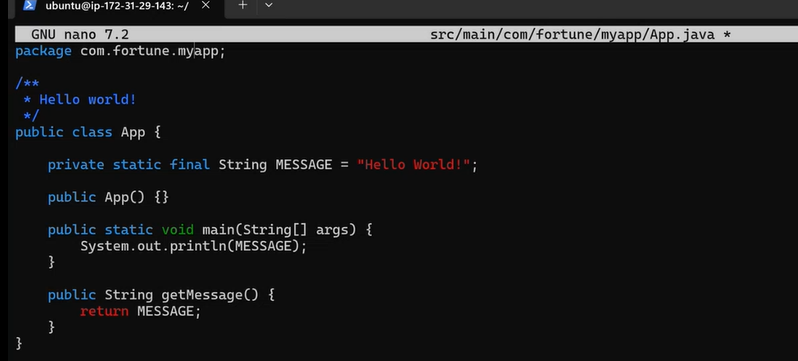 ubuntu@ip-172-31-29-143: ~/
GNU nano 7.2 src/main/com/fortune/myapp/App.java *
package com.fortune.myapp;
/**
 * Hello world!
 */
public class App {
    private static final String MESSAGE = "Hello World!";
    public App() {}
    public static void main(String[] args) {
        System.out.println(MESSAGE);
    }
    public String getMessage() {
        return MESSAGE;
    }
}